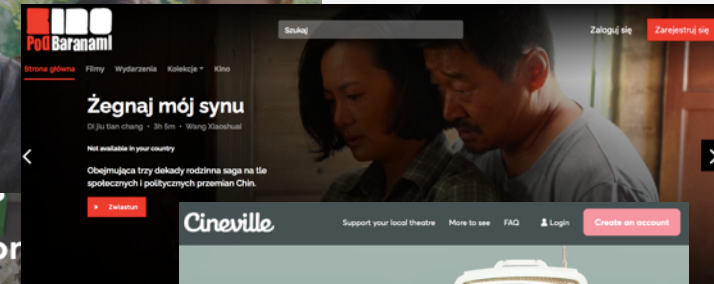 KINO
Pod Baranami
Szukaj
Zaloguj się
Zarejestruj się
Strona główna
Filmy
Wydarzenia
Kolekcje
Kino
Żegnaj mój synu
Di jiu tian chang • 3h 5m • Wang Xiaoshuai
Not available in your country
Obejmująca trzy dekady rodzinna saga na tle
społecznych i politycznych przemian Chin.
Zwiastun
or
Cineville
Support your local theatre
More to see
FAQ
Login
Create an account